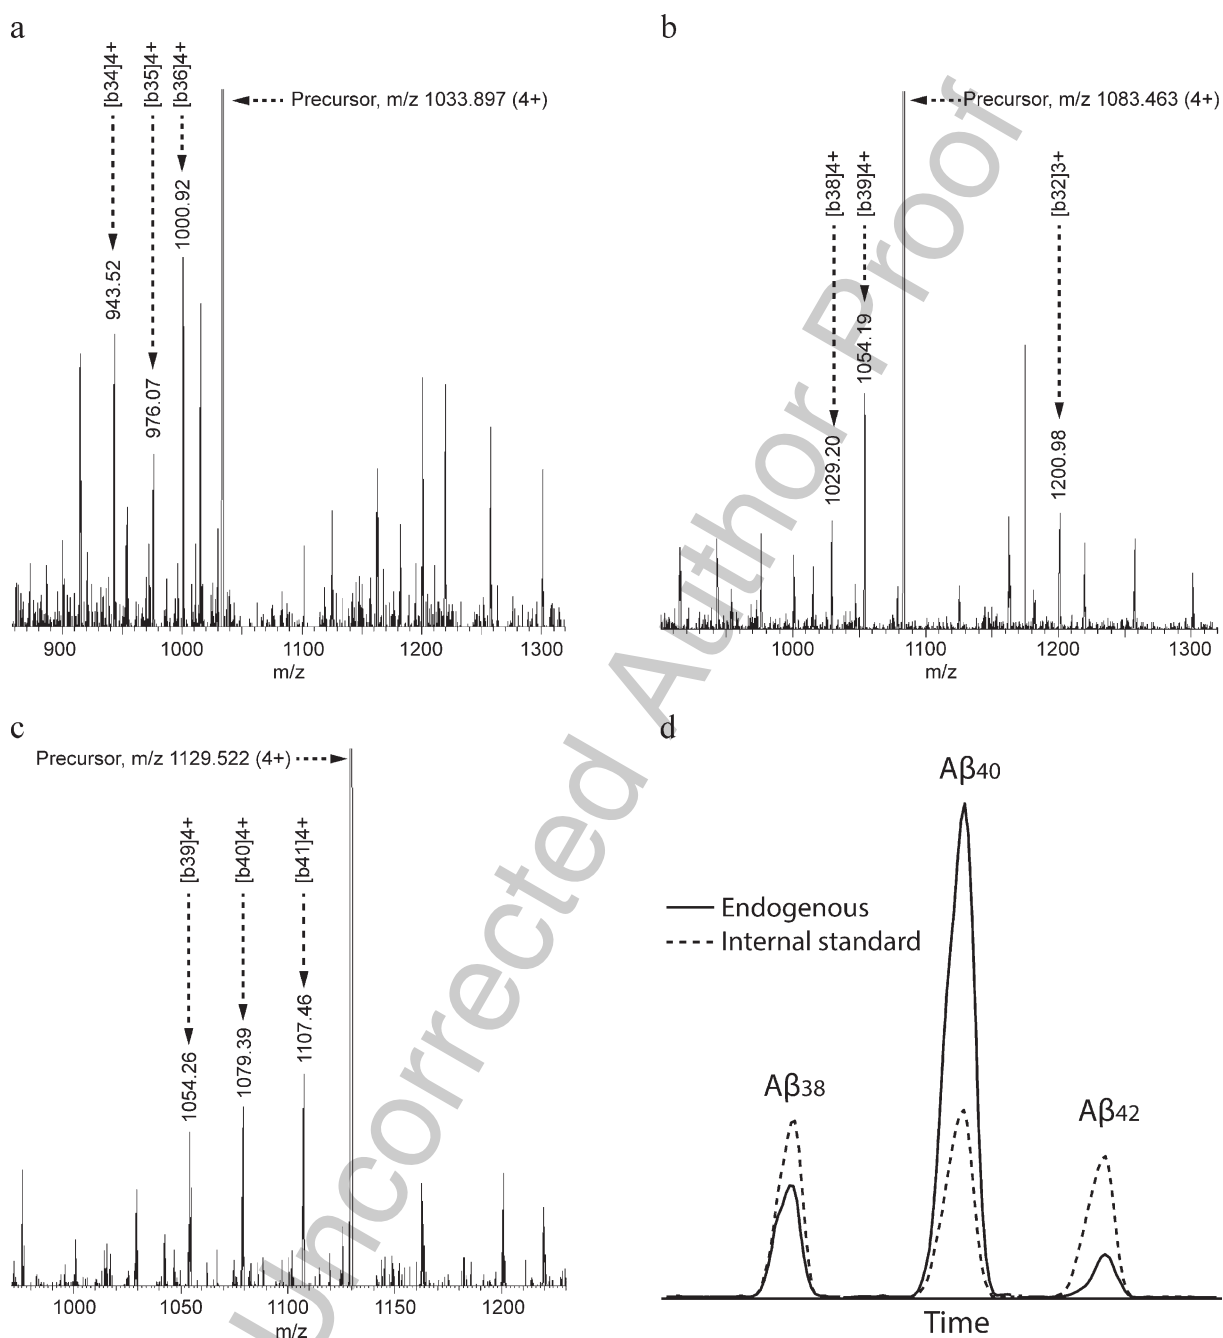 a
[b34]4+
[b35]4+
[b36]4+
Precursor, m/z 1033.897 (4+)
943.52
976.07
1000.92
900
1000
1100
1200
1300
m/z
b
Precursor, m/z 1083.463 (4+)
[b38]4+
[b39]4+
[b32]3+
1029.20
1054.19
1200.98
1000
1100
1200
1300
m/z
c
Precursor, m/z 1129.522 (4+)
[b39]4+
[b40]4+
[b41]4+
1054.26
1079.39
1107.46
1000
1050
1100
1150
1200
m/z
d
Aβ40
Endogenous
Internal standard
Aβ38
Aβ42
Time
Uncorrected Author Proof